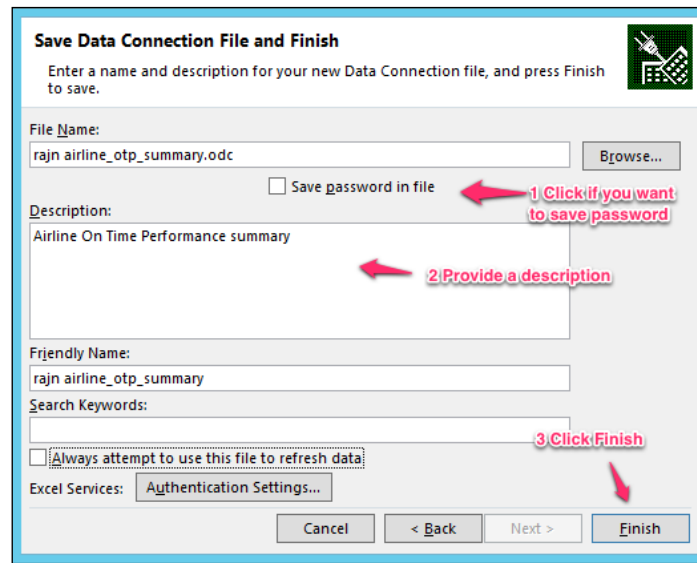 Save Data Connection File and Finish
Enter a name and description for your new Data Connection file, and press Finish
to save.
File Name:
rajn airline_otp_summary.odc
Browse...
Save password in file
1 Click if you want
to save password
Description:
Airline On Time Performance summary
2 Provide a description
Friendly Name:
rajn airline_otp_summary
Search Keywords:
3 Click Finish
Always attempt to use this file to refresh data
Excel Services: Authentication Settings...
Cancel < Back Next > Finish